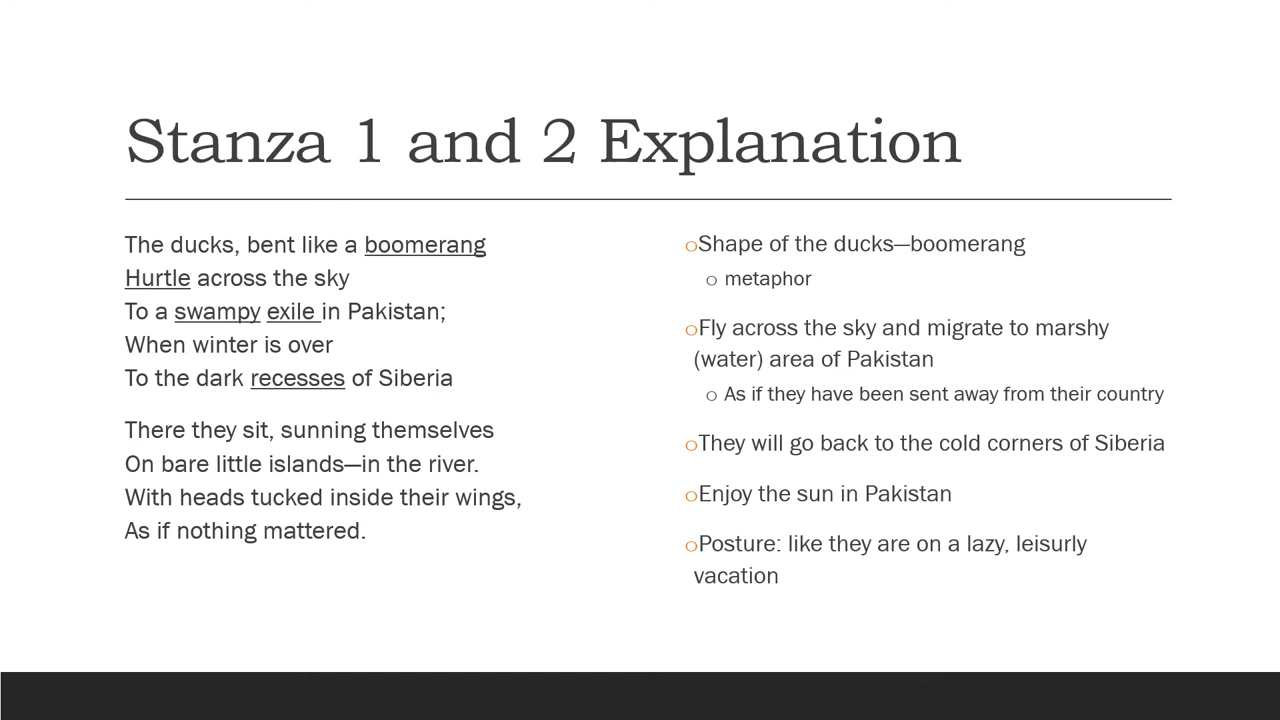 Stanza 1 and 2 Explanation
The ducks, bent like a boomerang
Hurtle across the sky
To a swampy exile in Pakistan;
When winter is over
To the dark recesses of Siberia
There they sit, sunning themselves
On bare little islands—in the river.
With heads tucked inside their wings,
As if nothing mattered.
Shape of the ducks—boomerang
metaphor
Fly across the sky and migrate to marshy
(water) area of Pakistan
As if they have been sent away from their country
They will go back to the cold corners of Siberia
Enjoy the sun in Pakistan
Posture: like they are on a lazy, leisurly
vacation